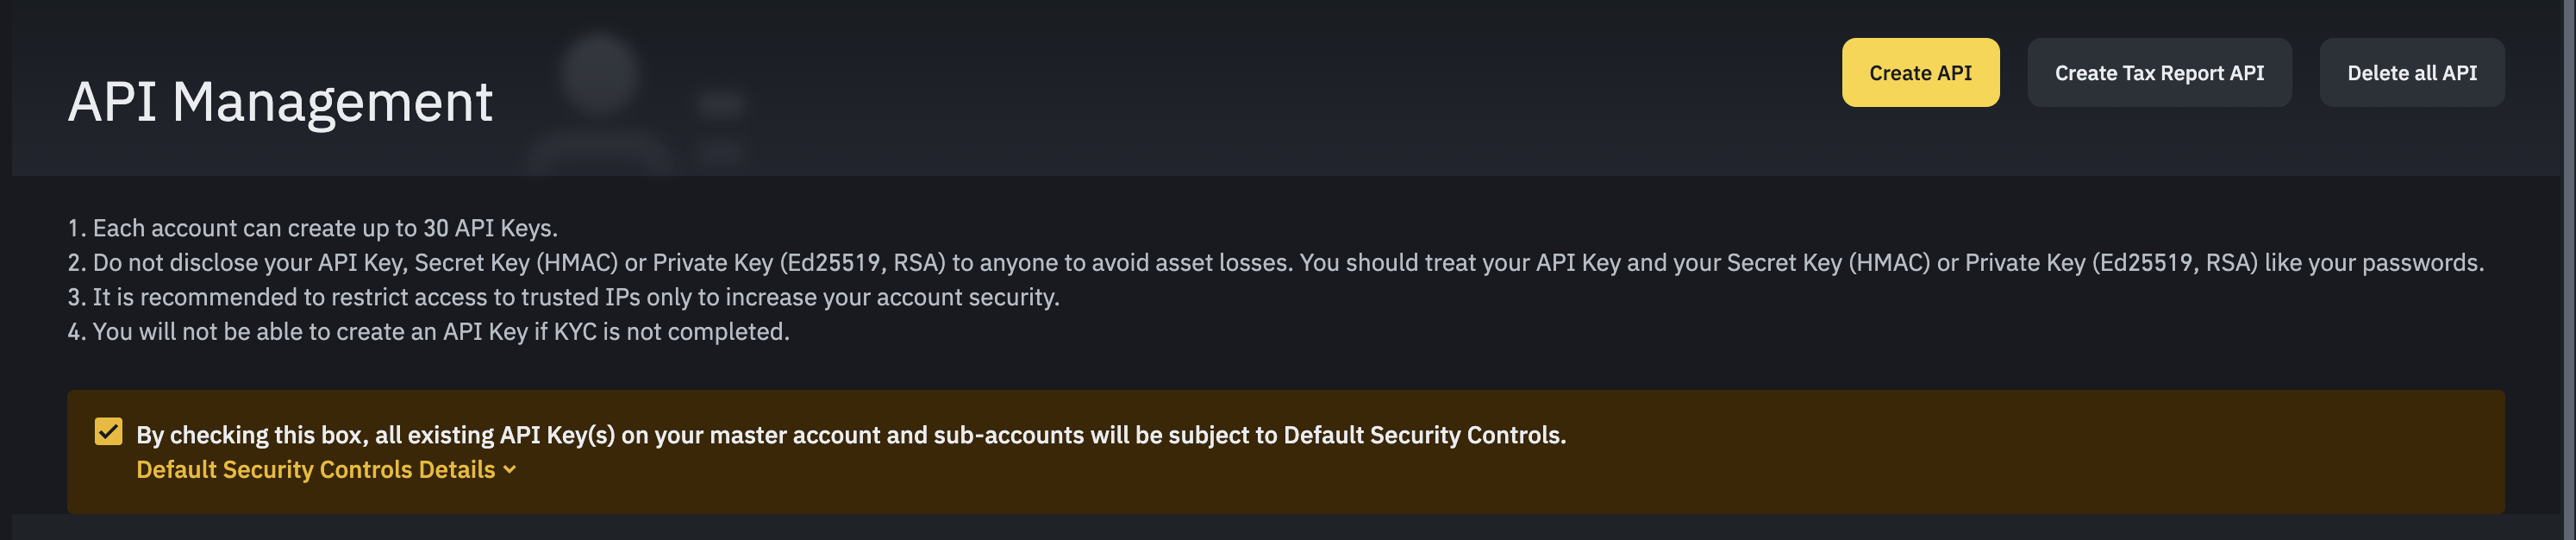 API Management
Create API
Create Tax Report API
Delete all API
1. Each account can create up to 30 API Keys.
2. Do not disclose your API Key, Secret Key (HMAC) or Private Key (Ed25519, RSA) to anyone to avoid asset losses. You should treat your API Key and your Secret Key (HMAC) or Private Key (Ed25519, RSA) like your passwords.
3. It is recommended to restrict access to trusted IPs only to increase your account security.
4. You will not be able to create an API Key if KYC is not completed.
By checking this box, all existing API Key(s) on your master account and sub-accounts will be subject to Default Security Controls.
Default Security Controls Details